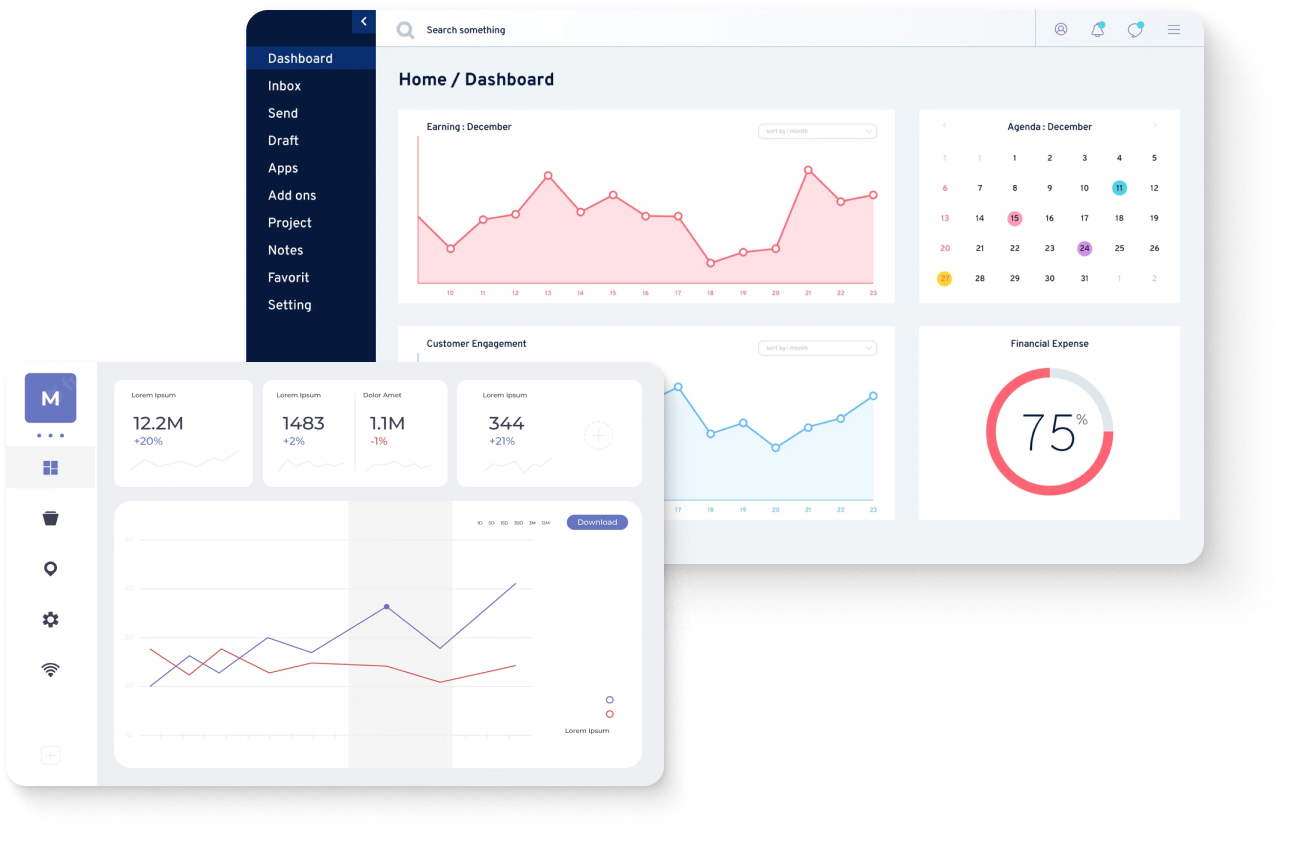 Search something
Dashboard
Inbox
Send
Draft
Apps
Add ons
Project
Notes
Favorit
Setting
Home / Dashboard
Earning : December
sort by : month
10 11 12 13 14 15 16 17 18 19 20 21 22 23
Agenda : December
1 1 1 2 3 4 5
6 7 8 9 10 11 12
13 14 15 16 17 18 19
20 21 22 23 24 25 26
27 28 29 30 31 1 2
Customer Engagement
sort by : month
17 18 19 20 21 22 23
Financial Expense
75%
M
Lorem Ipsum
12.2M
+20%
Lorem Ipsum
1483
+2%
Dolor Amet
1.1M
-1%
Lorem Ipsum
344
+21%
1D 5D 15D 30D 3M 12M
Download
50
40
30
20
10
Lorem Ipsum